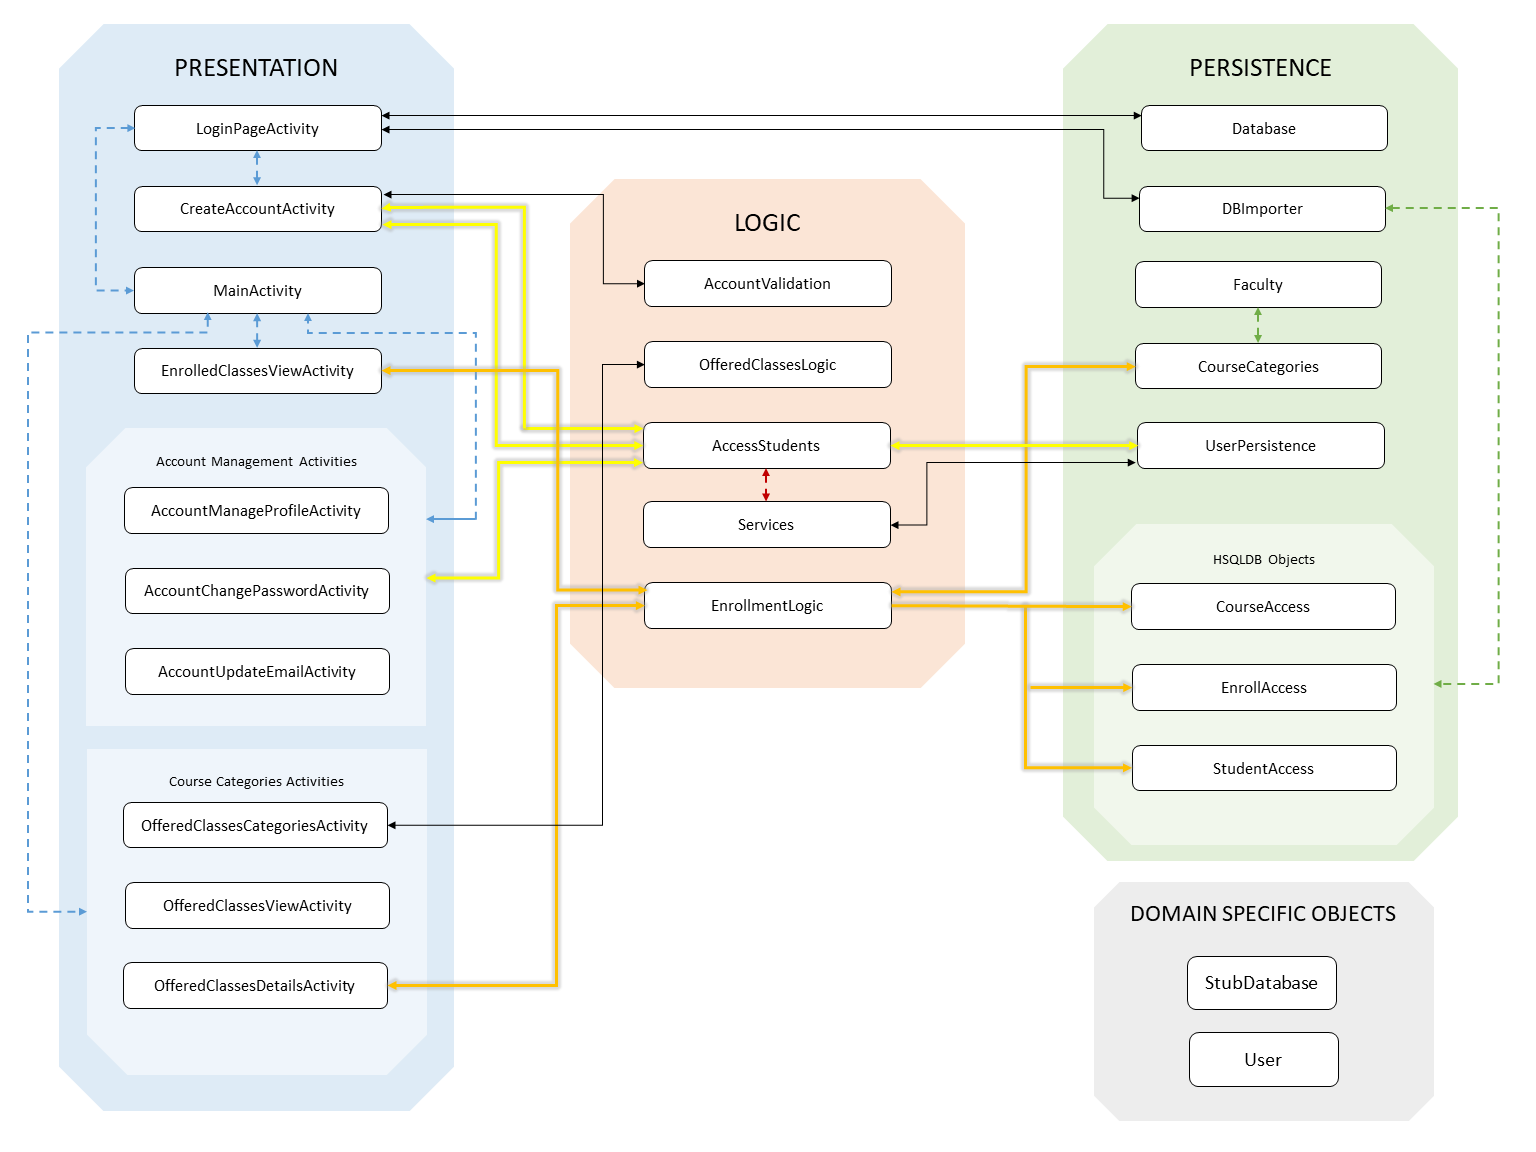 PRESENTATION
LoginPageActivity
CreateAccountActivity
MainActivity
EnrolledClassesViewActivity
Account Management Activities
AccountManageProfileActivity
AccountChangePasswordActivity
AccountUpdateEmailActivity
Course Categories Activities
OfferedClassesCategoriesActivity
OfferedClassesViewActivity
OfferedClassesDetailsActivity
LOGIC
AccountValidation
OfferedClassesLogic
AccessStudents
Services
EnrollmentLogic
PERSISTENCE
Database
DBImporter
Faculty
CourseCategories
UserPersistence
HSQLDB Objects
CourseAccess
EnrollAccess
StudentAccess
DOMAIN SPECIFIC OBJECTS
StubDatabase
User